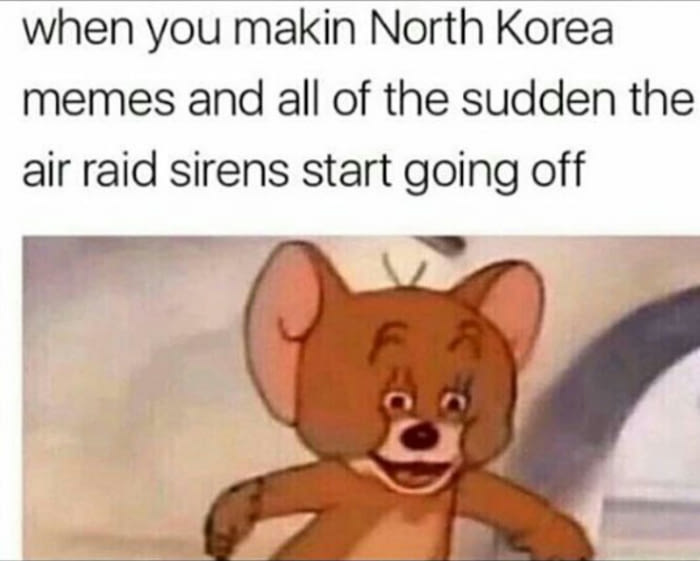 when you makin North Korea
memes and all of the sudden the
air raid sirens start going off